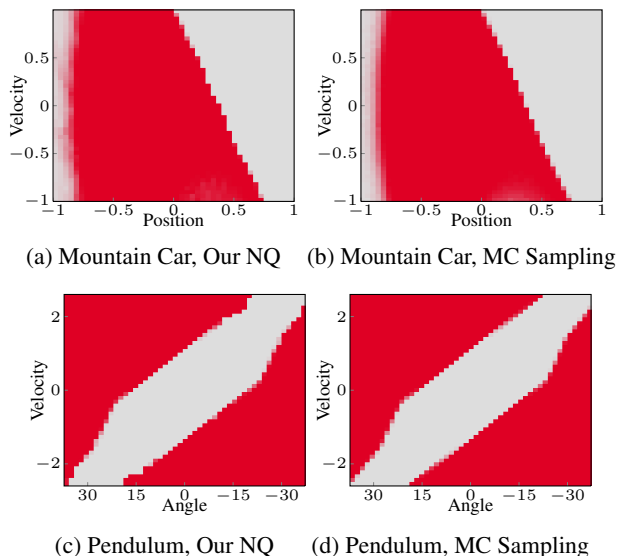 Velocity
0.5
0
−0.5
−1
−1
−0.5
0
0.5
1
Position
(a) Mountain Car, Our NQ
Velocity
0.5
0
−0.5
−1
−1
−0.5
0
0.5
1
Position
(b) Mountain Car, MC Sampling
Velocity
2
0
−2
30
15
0
−15
−30
Angle
(c) Pendulum, Our NQ
Velocity
2
0
−2
30
15
0
−15
−30
Angle
(d) Pendulum, MC Sampling